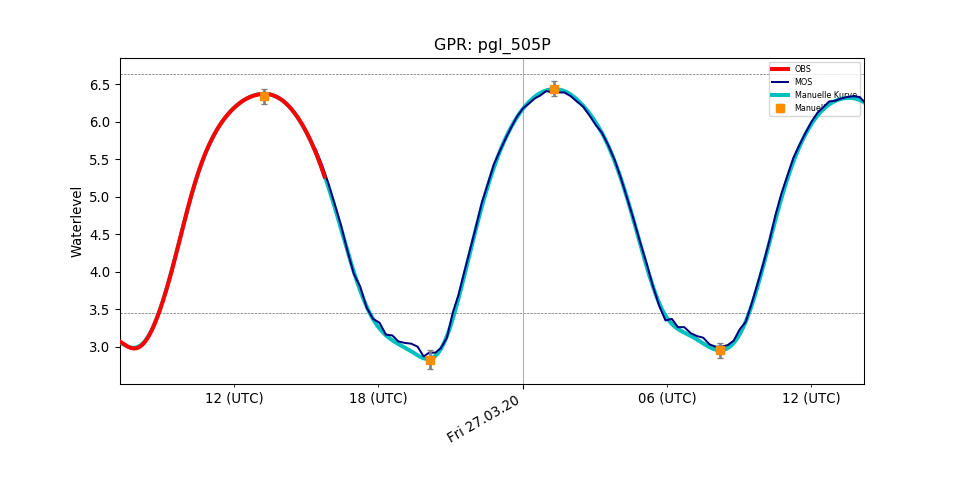 GPR: pgl_505P
Waterlevel
6.5
6.0
5.5
5.0
4.5
4.0
3.5
3.0
OBS
MOS
Manuelle Kurve
12 (UTC)
18 (UTC)
Fri 27.03.20
06 (UTC)
12 (UTC)